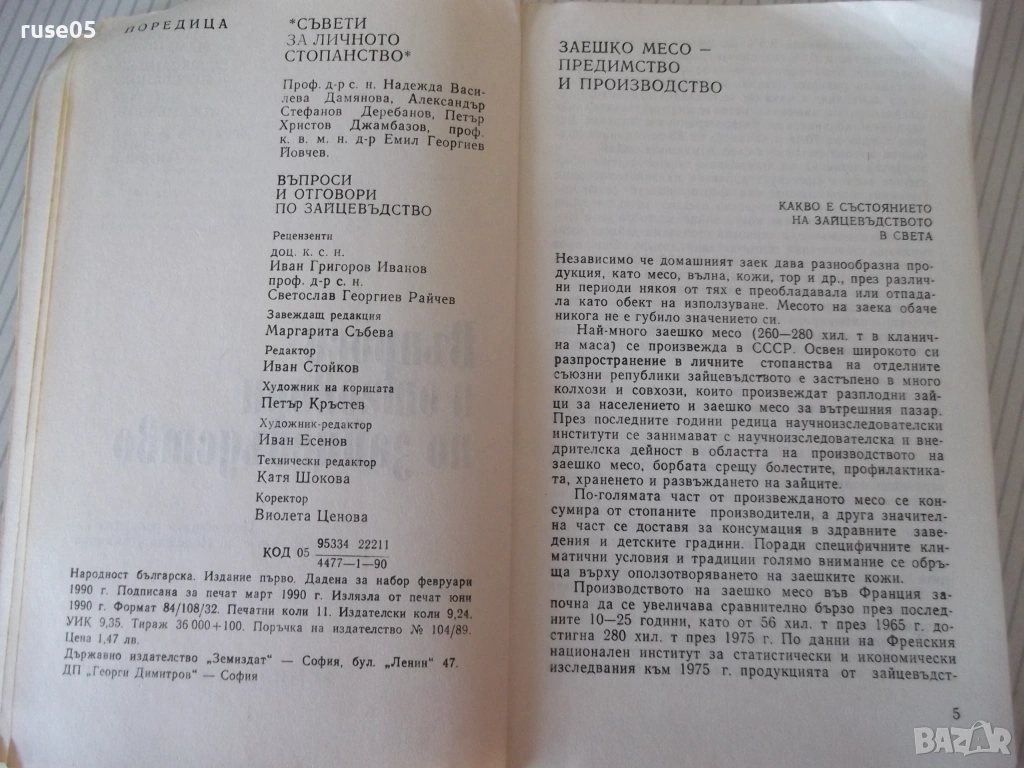 ruse05
ПОРЕДИЦА
*СЪВЕТИ
ЗА ЛИЧНОТО
СТОПАНСТВО*
Проф. д-р с. н. Надежда Васи-
лева Дамянова, Александър
Стефанов Деребанов, Петър
Христов Джамбазов, проф.
к. в. м. н. д-р Емил Георгиев
Йовчев.
ВЪПРОСИ
И ОТГОВОРИ
ПО ЗАЙЦЕВЪДСТВО
Рецензенти
доц. к. с. н.
Иван Григоров Иванов
проф. д-р с. н.
Светослав Георгиев Райчев
Завеждащ редакция
Маргарита Събева
Редактор
Иван Стойков
Художник на корицата
Петър Кръстев
Художник-редактор
Иван Есенов
Технически редактор
Катя Шокова
Коректор
Виолета Ценова
КОД 05 95334 22211
4477—1—90
Народност българска. Издание първо. Дадена за набор февруари
1990 г. Подписана за печат март 1990 г. Излязла от печат юни
1990 г. Формат 84/108/32. Печатни коли 11. Издателски коли 9,24.
УИК 9,35. Тираж 36 000+100. Поръчка на издателство № 104/89.
Цена 1,47 лв.
Държавно издателство „Земиздат“ — София, бул. „Ленин“ 47.
ДП „Георги Димитров“ — София
ЗАЕШКО МЕСО —
ПРЕДИМСТВО
И ПРОИЗВОДСТВО
КАКВО Е СЪСТОЯНИЕТО
НА ЗАЙЦЕВЪДСТВОТО
В СВЕТА
Независимо че домашният заек дава разнообразна про-
дукция, като месо, вълна, кожи, тор и др., през различ-
ни периоди някоя от тях е преобладавала или отпада-
ла като обект на използуване. Месото на заека обаче
никога не е губило значението си.
Най-много заешко месо (260—280 хил. т в кланич-
на маса) се произвежда в СССР. Освен широкото си
разпространение в личните стопанства на отделните
съюзни републики зайцевъдството е застъпено в много
колхози и совхози, които произвеждат разплодни зай-
ци за населението и заешко месо за вътрешния пазар.
През последните години редица научноизследователски
институти се занимават с научноизследователска и вне-
дрителска дейност в областта на производството на
заешко месо, борбата срещу болестите, профилактика-
та, храненето и развъждането на зайците.
По-голямата част от произвежданото месо се кон-
сумира от стопаните производители, а друга значител-
на част се доставя за консумация в здравните заве-
дения и детските градини. Поради специфичните кли-
матични условия и традиции голямо внимание се обръ-
ща върху оползотворяването на заешките кожи.
Производството на заешко месо във Франция за-
почна да се увеличава сравнително бързо през послед-
ните 10—25 години, като от 56 хил. т през 1965 г. до-
стигна 280 хил. т през 1975 г. По данни на Френския
национален институт за статистически и икономически
изследвания към 1975 г. продукцията от зайцевъдст-
5
BAZAR